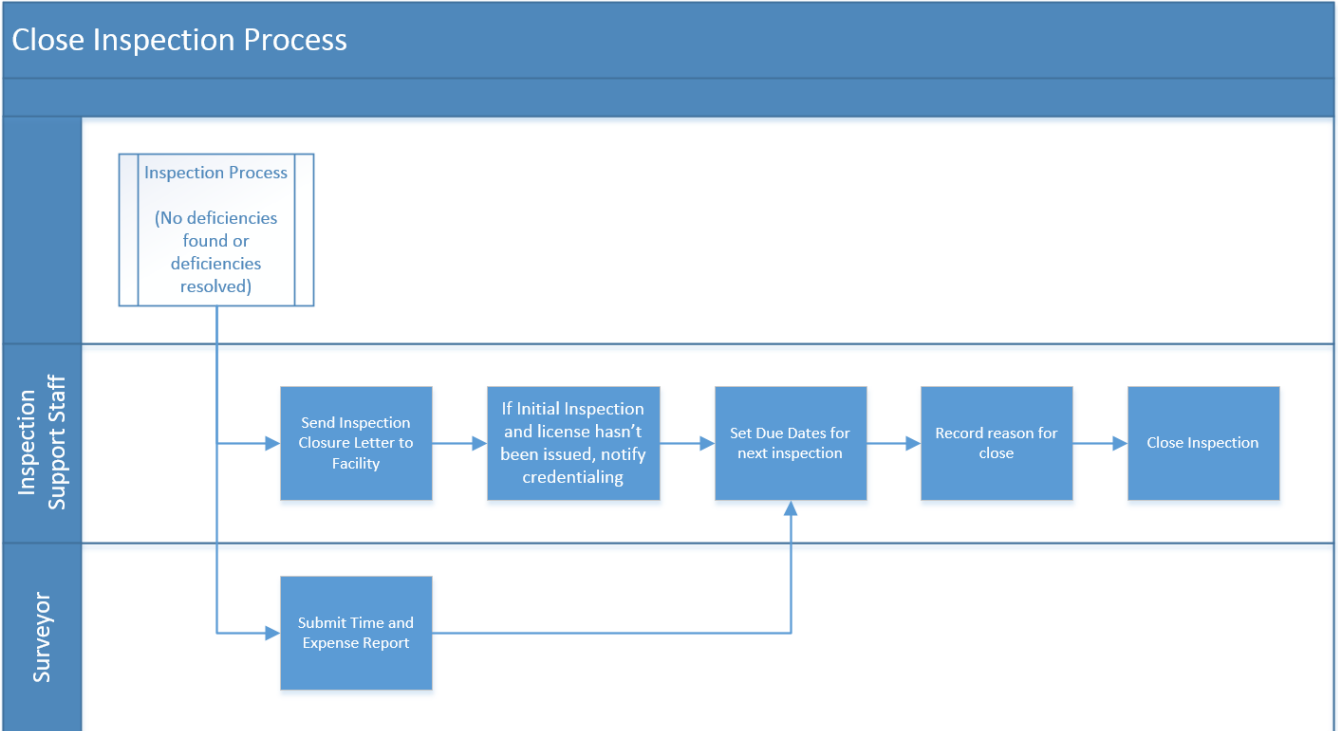 Close Inspection Process
Inspection Process
(No deficiencies
found or
deficiencies
resolved)
Inspection
Support Staff
Send Inspection
Closure Letter to
Facility
If Initial Inspection
and license hasn't
been issued, notify
credentialing
Set Due Dates for
next inspection
Record reason for
close
Close Inspection
Surveyor
Submit Time and
Expense Report